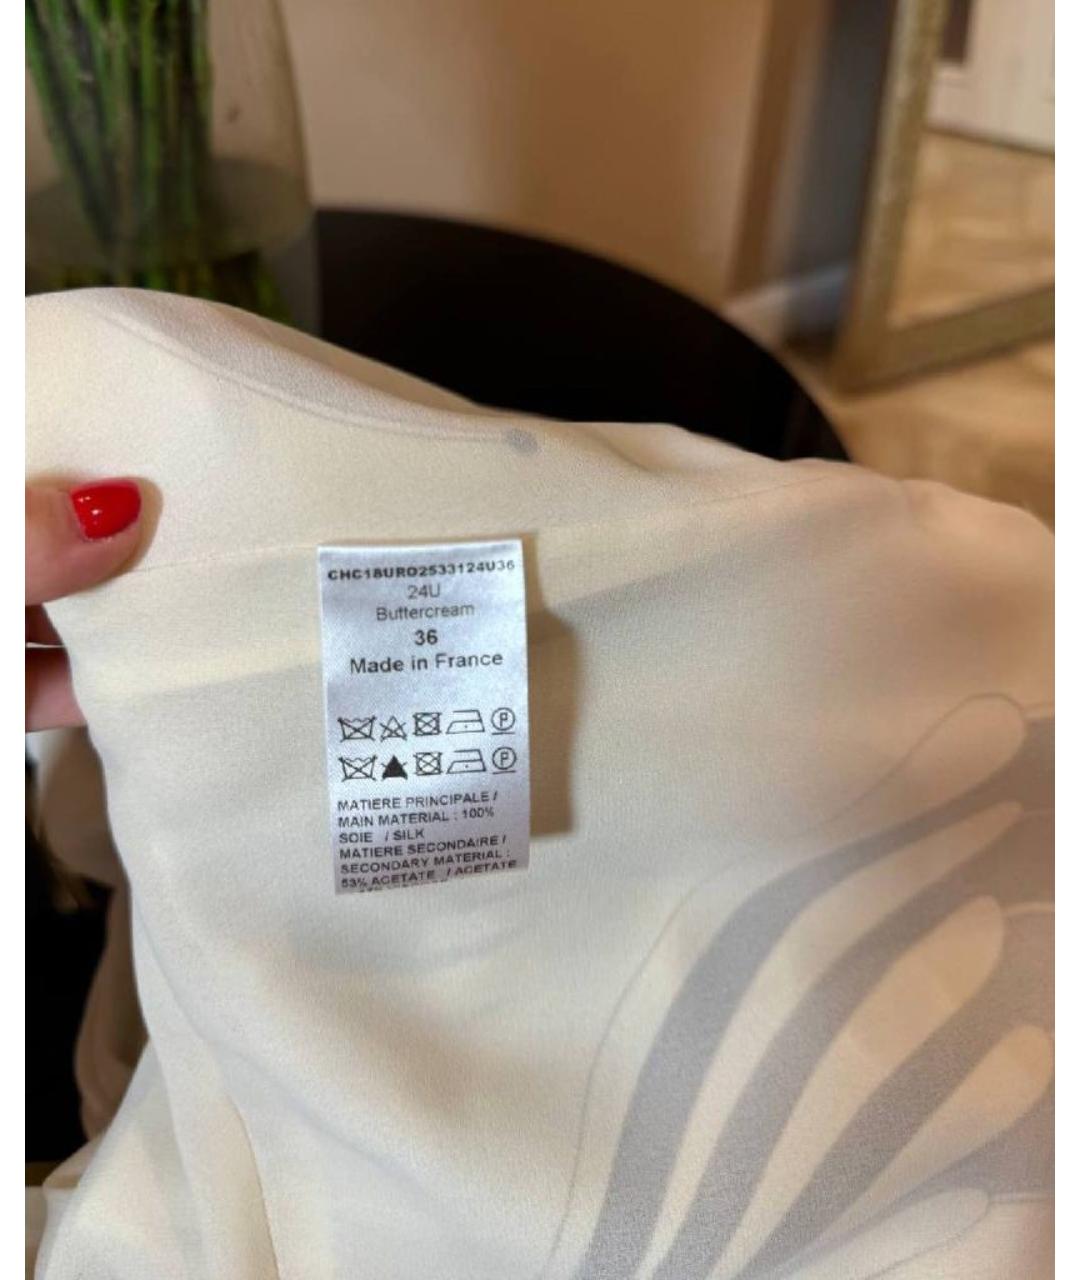 CHC18URO2533124U36
24U
Buttercream
36
Made in France
P
P
MATIERE PRINCIPALE /
MAIN MATERIAL : 100%
SOIE / SILK
MATIERE SECONDAIRE /
SECONDARY MATERIAL :
53% ACETATE / ACETATE